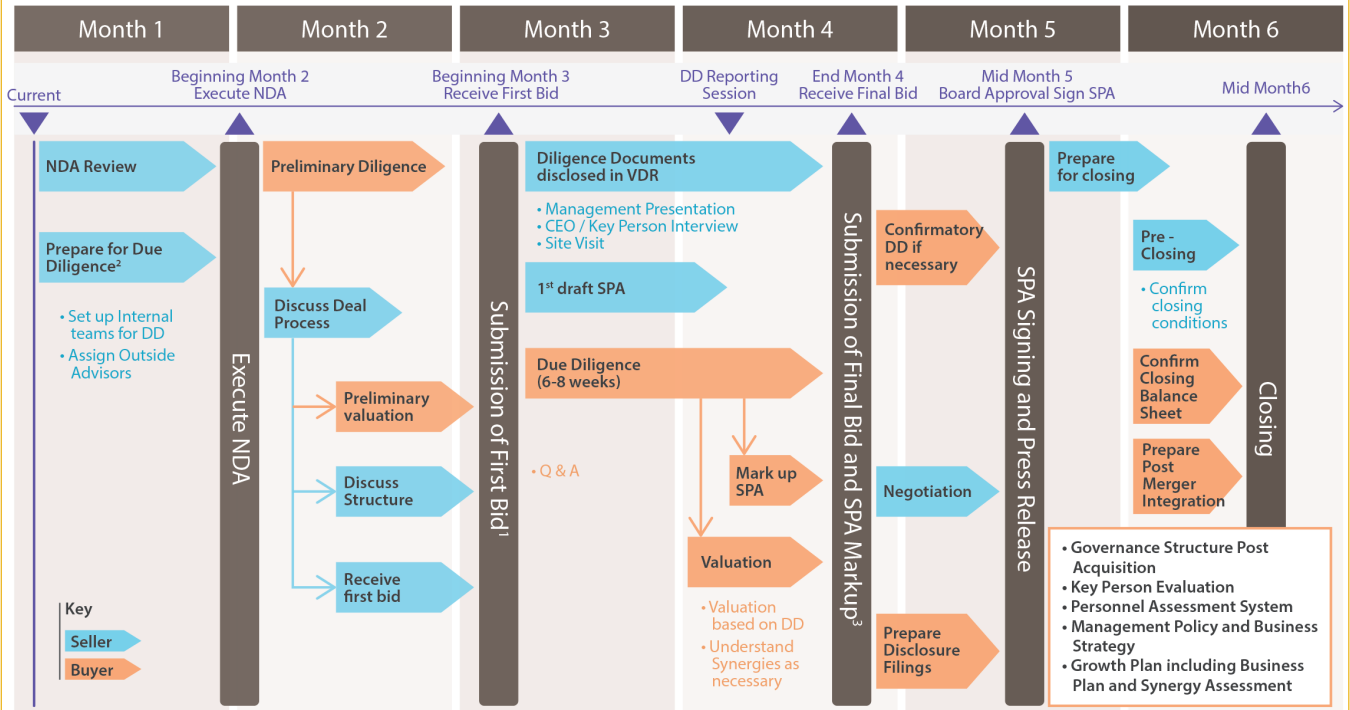 Month 1
Month 2
Month 3
Month 4
Month 5
Month 6
Current
Beginning Month 2
Execute NDA
Beginning Month 3
Receive First Bid
DD Reporting
Session
End Month 4
Receive Final Bid
Mid Month 5
Board Approval Sign SPA
Mid Month6
NDA Review
Prepare for Due
Diligence²
• Set up Internal
teams for DD
• Assign Outside
Advisors
Key
Seller
Buyer
Execute NDA
Preliminary Diligence
Discuss Deal
Process
Preliminary
valuation
Discuss
Structure
Receive
first bid
Submission of First Bid¹
Diligence Documents
disclosed in VDR
• Management Presentation
• CEO / Key Person Interview
• Site Visit
1st draft SPA
Due Diligence
(6-8 weeks)
• Q & A
Mark up
SPA
Valuation
• Valuation
based on DD
• Understand
Synergies as
necessary
Submission of Final Bid and SPA Markup³
Confirmatory
DD if
necessary
Negotiation
Prepare
Disclosure
Filings
SPA Signing and Press Release
Prepare
for closing
Pre -
Closing
• Confirm
closing
conditions
Confirm
Closing
Balance
Sheet
Prepare
Post
Merger
Integration
Closing
• Governance Structure Post
Acquisition
• Key Person Evaluation
• Personnel Assessment System
• Management Policy and Business
Strategy
• Growth Plan including Business
Plan and Synergy Assessment